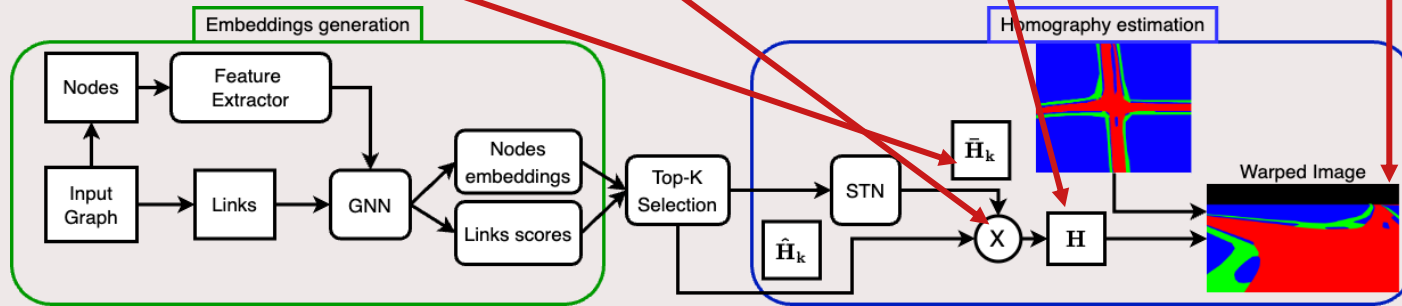 Embeddings generation
Homography estimation
Nodes
Feature
Extractor
Input
Graph
Links
GNN
Nodes
embeddings
Links scores
Top-K
Selection
STN
H̄ₖ
Ĥₖ
X
H
Warped Image